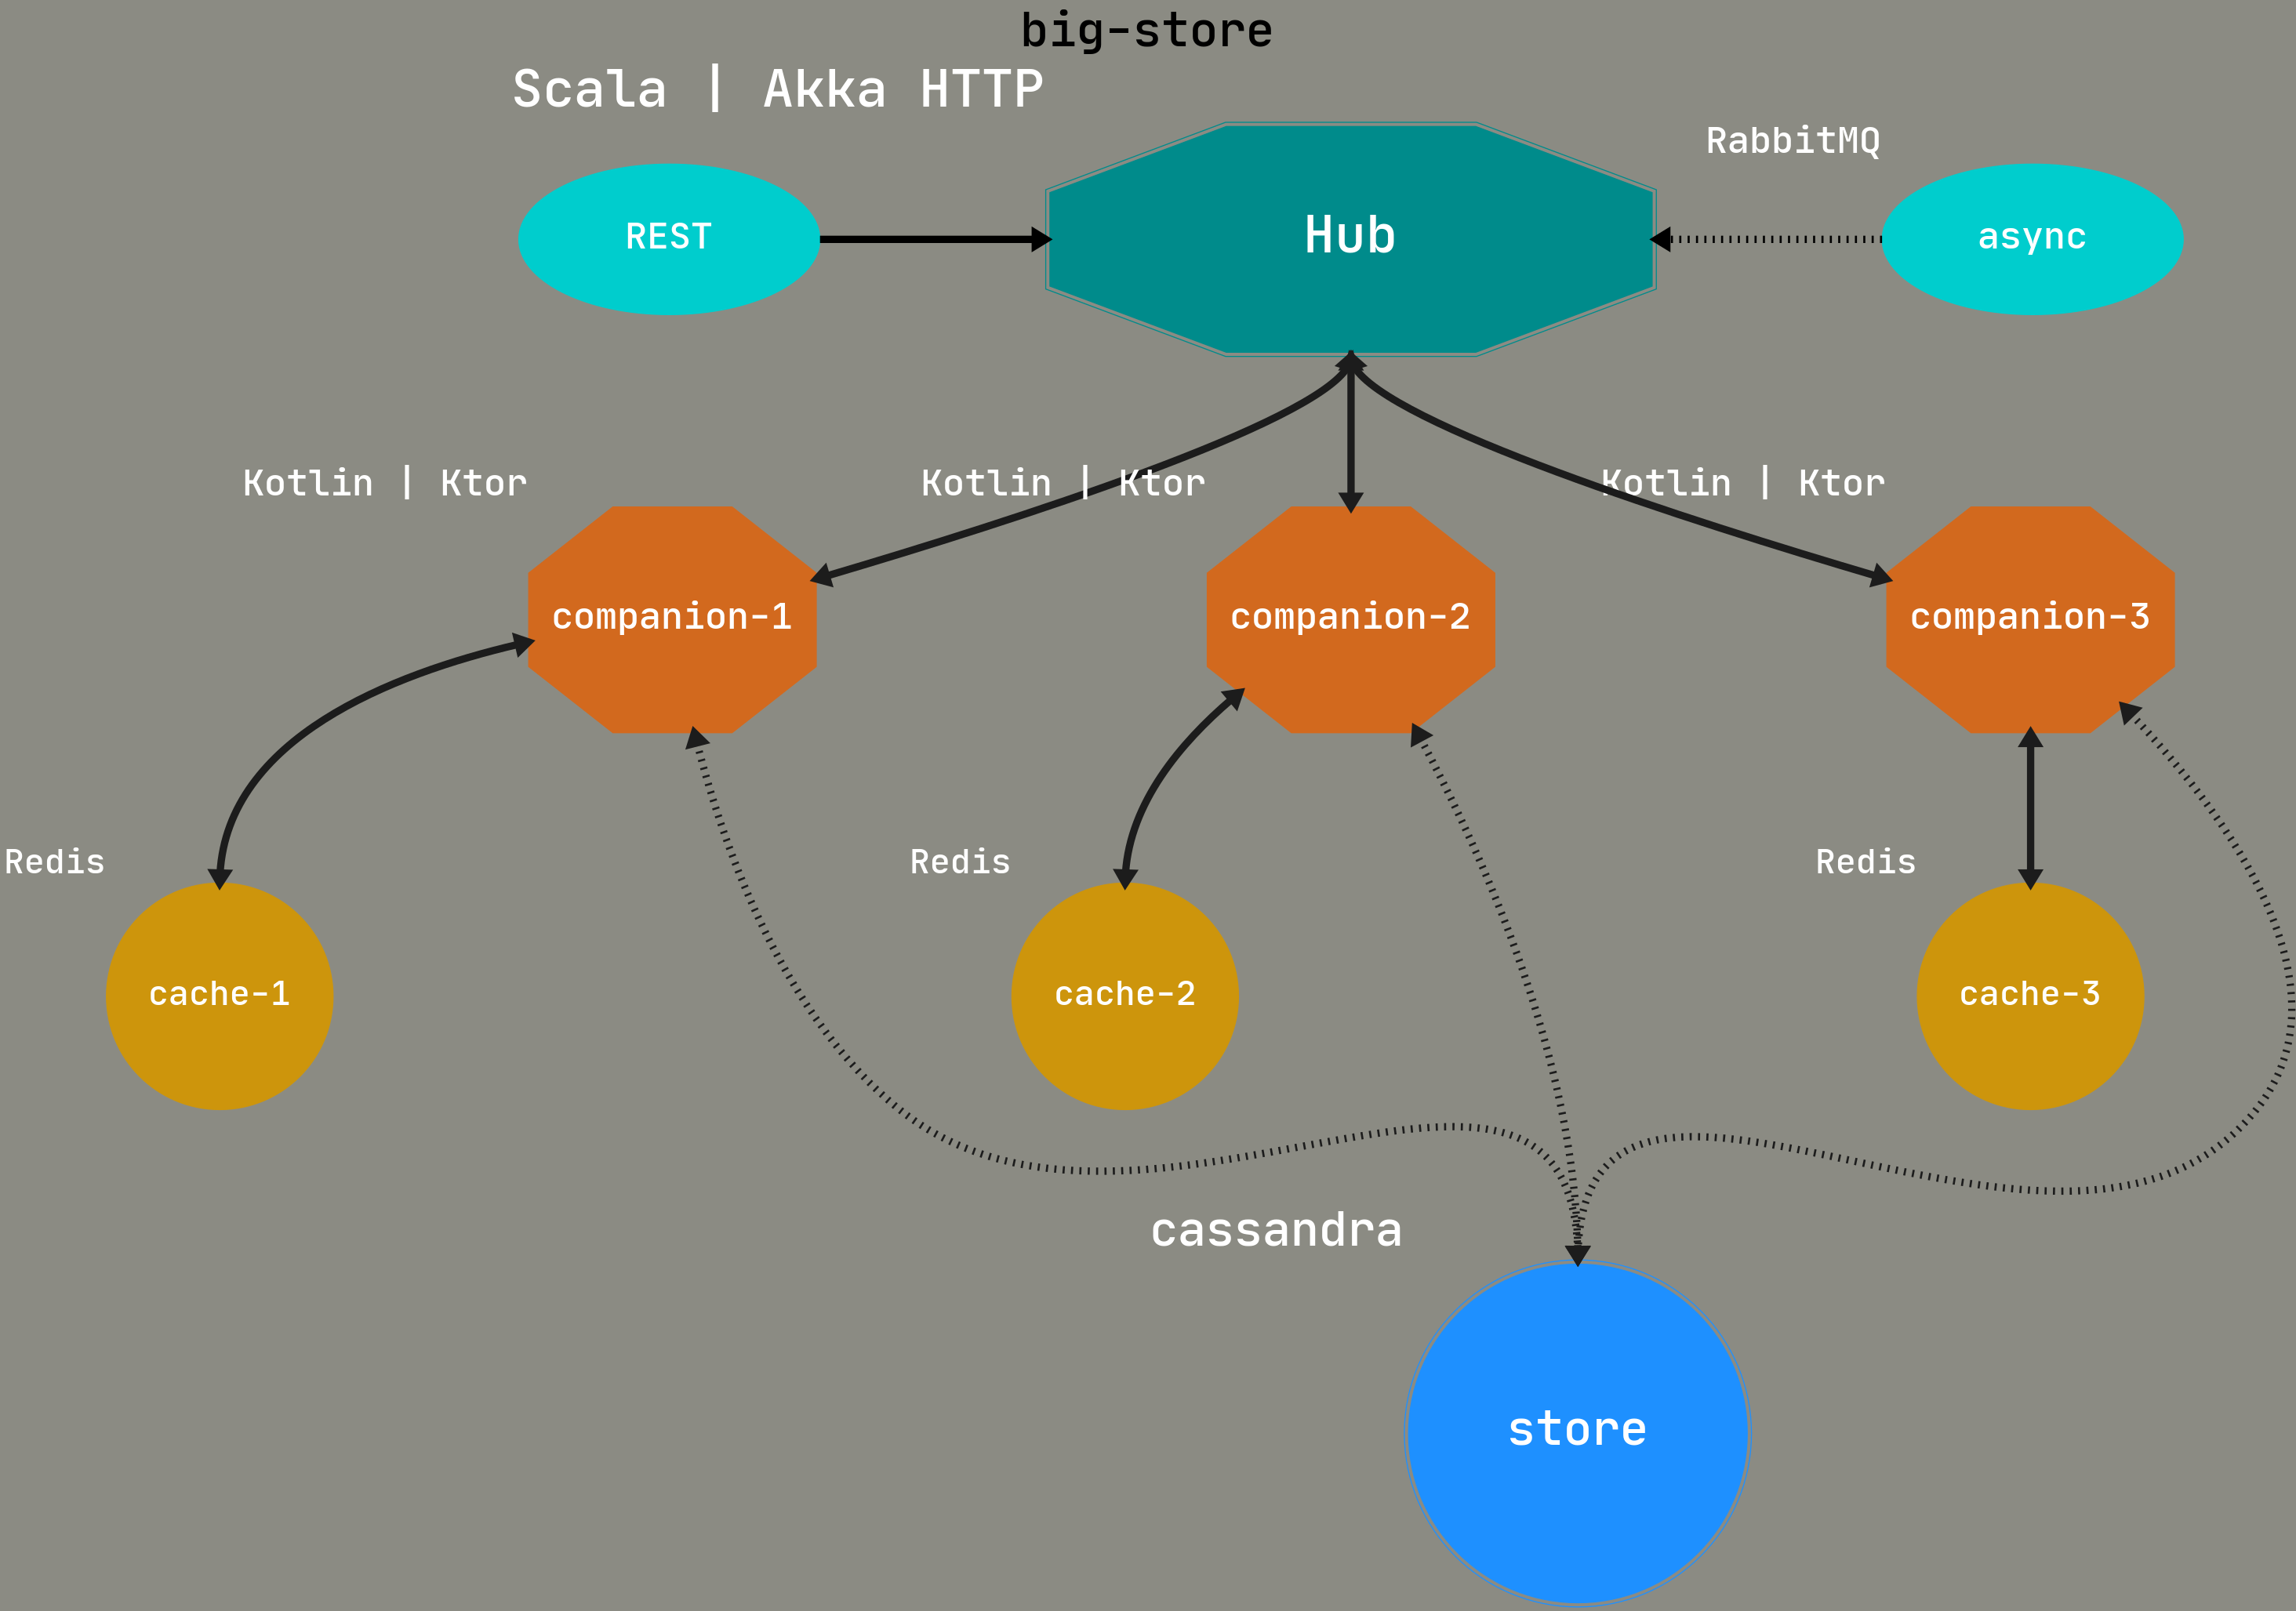 big-store
Scala | Akka HTTP
RabbitMQ
REST
Hub
async
Kotlin | Ktor
Kotlin | Ktor
Kotlin | Ktor
companion-1
companion-2
companion-3
Redis
Redis
Redis
cache-1
cache-2
cache-3
cassandra
store